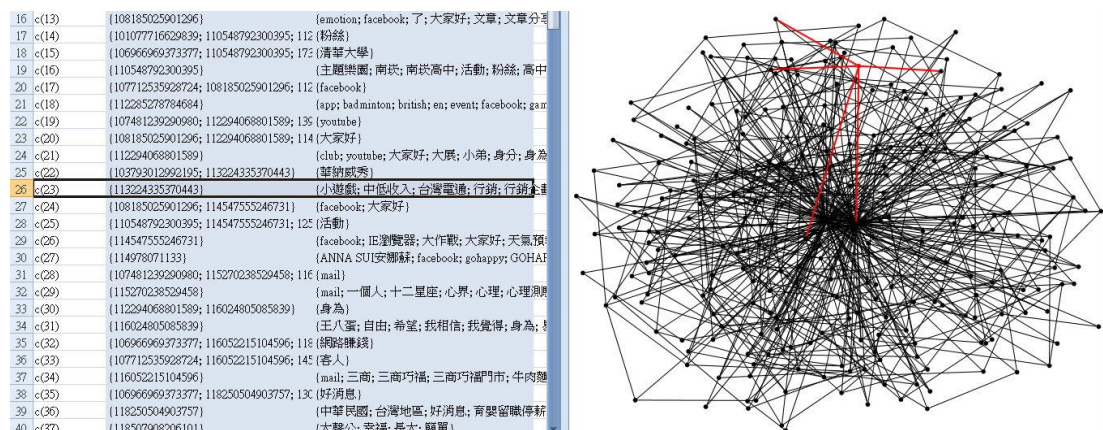 16 c(13) {108185025901296} {emotion; facebook; 了; 大家好; 文章; 文章分享
17 c(14) {101077716629839; 110548792300395; 112 {粉絲}
18 c(15) {106966969373377; 110548792300395; 173 {清華大學}
19 c(16) {110548792300395} {主題樂園; 南崁; 南崁高中; 活動; 粉絲; 高中
20 c(17) {107712535928724; 108185025901296; 112 {facebook}
21 c(18) {112285278784684} {app; badminton; british; en; event; facebook; gam
22 c(19) {107481239290980; 112294068801589; 139 {youtube}
23 c(20) {108185025901296; 112294068801589; 114 {大家好}
24 c(21) {112294068801589} {club; youtube; 大家好; 大展; 小弟; 身分; 身為
25 c(22) {103793012992195; 113224335370443} {華納威秀}
26 c(23) {113224335370443} {小遊戲; 中低收入; 台灣電通; 行銷; 行銷企劃
27 c(24) {108185025901296; 114547555246731} {facebook; 大家好}
28 c(25) {110548792300395; 114547555246731; 125 {活動}
29 c(26) {114547555246731} {facebook; IE瀏覽器; 大作戰; 大家好; 天氣預
30 c(27) {114978071133} {ANNA SUI安娜蘇; facebook; gohappy; GOHAP
31 c(28) {107481239290980; 115270238529458; 116 {mail}
32 c(29) {115270238529458} {mail; 一個人; 十二星座; 心界; 心理; 心理測
33 c(30) {112294068801589; 116024805085839} {身為}
34 c(31) {116024805085839} {王八蛋; 自由; 希望; 我相信; 我覺得; 身為;
35 c(32) {106966969373377; 116052215104596; 118 {網路賺錢}
36 c(33) {107712535928724; 116052215104596; 145 {客人}
37 c(34) {116052215104596} {mail; 三商; 三商巧福; 三商巧福門市; 牛肉麵
38 c(35) {106966969373377; 118250504903757; 130 {好消息}
39 c(36) {118250504903757} {中華民國; 台灣地區; 好消息; 育嬰留職停薪
40 c(37) {118507908206101}